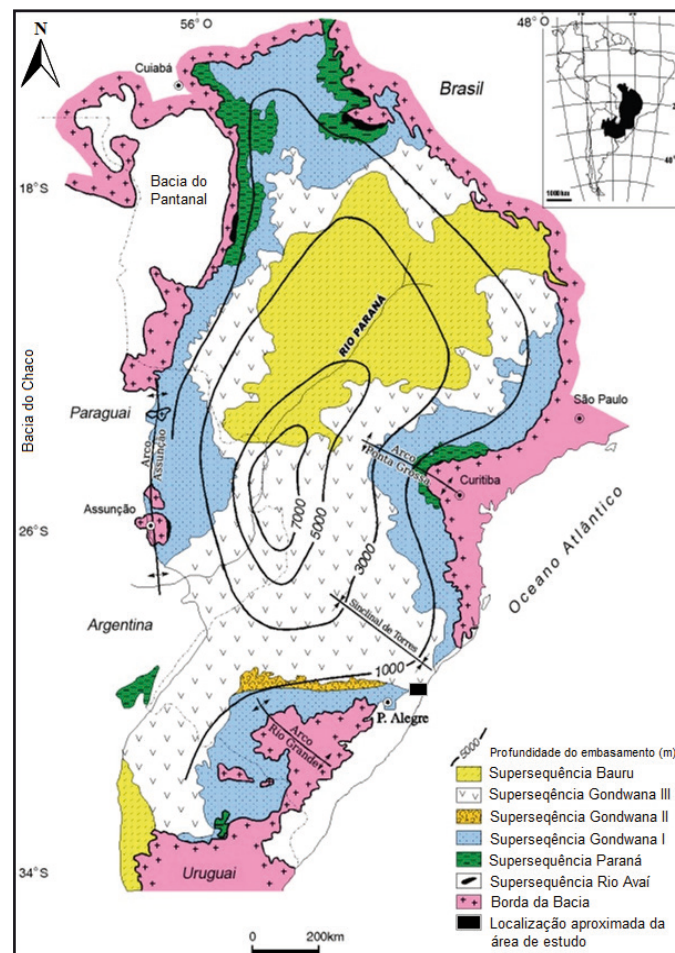 56° O
48° O
N
Cuiabá
Brasil
18°S
Bacia do
Pantanal
RIO PARANÁ
Bacia do Chaco
Paraguai
Arco
Assunção
São Paulo
Arco
Ponta Grossa
Curitiba
7000
5000
3000
Assunção
26°S
Oceano Atlântico
Sinclinal de Torres
Argentina
1000
P. Alegre
Arco
Rio Grande
34°S
Uruguai
0 200km
5000 Profundidade do embasamento (m)
Supersequência Bauru
Superseqência Gondwana III
Superseqência Gondwana II
Superseqência Gondwana I
Supersequência Paraná
Supersequência Rio Avaí
Borda da Bacia
Localização aproximada da
área de estudo